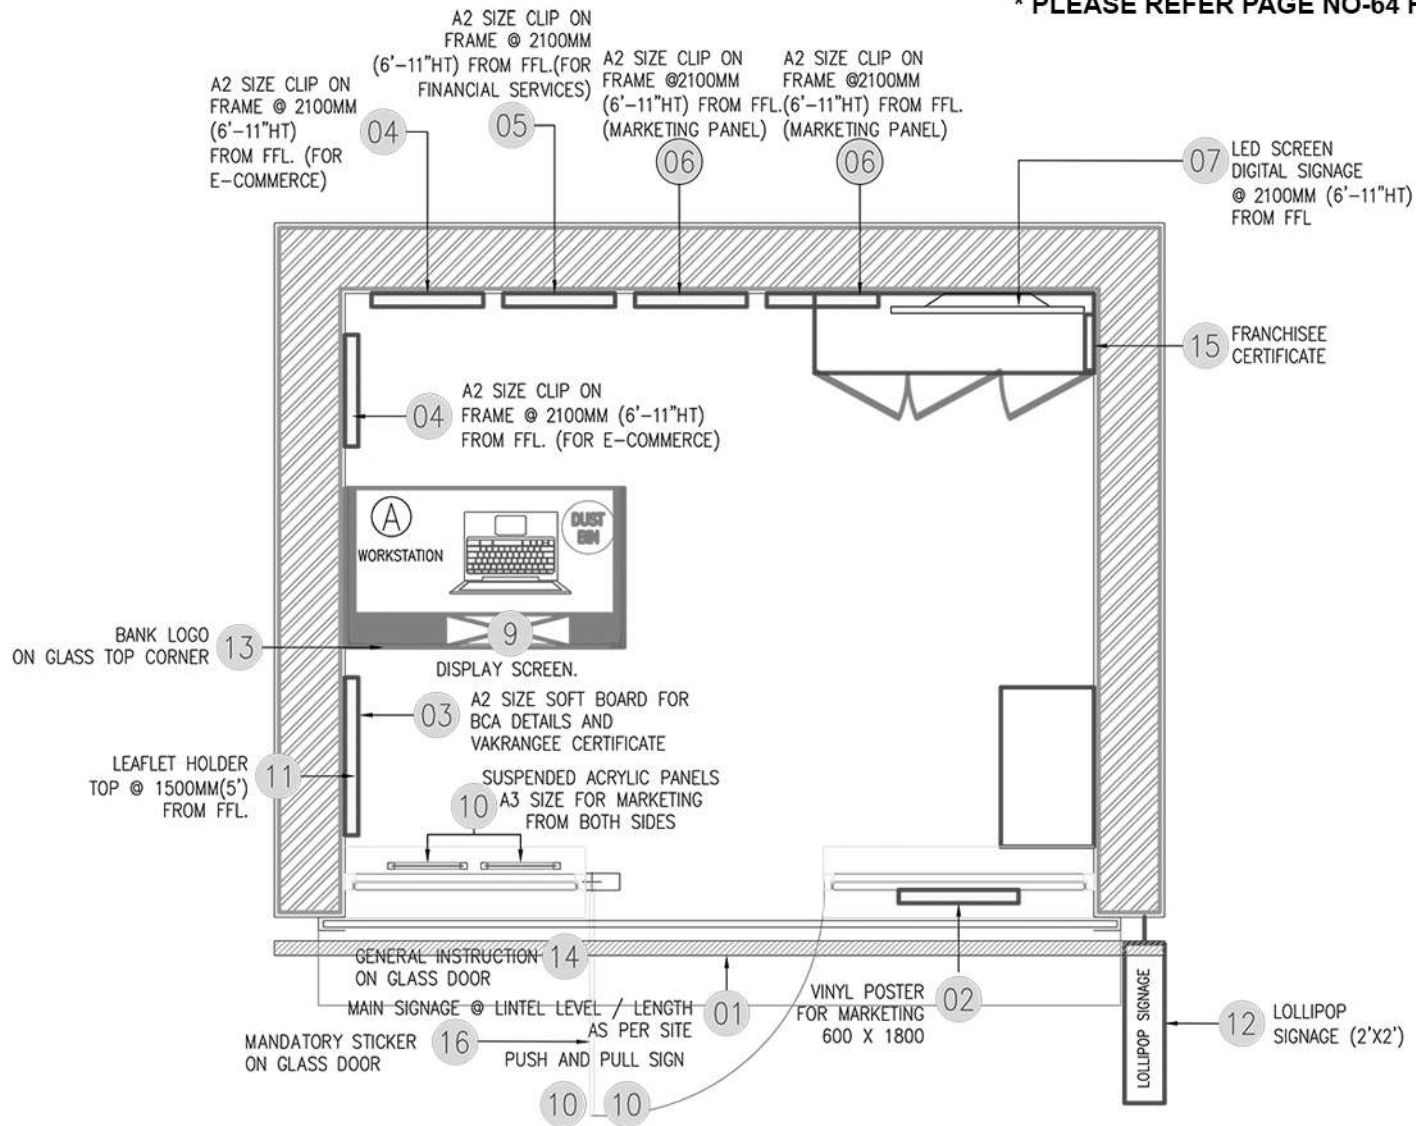 * PLEASE REFER PAGE NO-64 F
A2 SIZE CLIP ON
FRAME @ 2100MM
(6'-11"HT) FROM FFL.(FOR
FINANCIAL SERVICES)
05
A2 SIZE CLIP ON
FRAME @2100MM
(6'-11"HT) FROM FFL.
(MARKETING PANEL)
06
A2 SIZE CLIP ON
FRAME @2100MM
(6'-11"HT) FROM FFL.
(MARKETING PANEL)
06
A2 SIZE CLIP ON
FRAME @ 2100MM
(6'-11"HT)
FROM FFL. (FOR
E-COMMERCE)
04
07
LED SCREEN
DIGITAL SIGNAGE
@ 2100MM (6'-11"HT)
FROM FFL
15
FRANCHISEE
CERTIFICATE
04
A2 SIZE CLIP ON
FRAME @ 2100MM (6'-11"HT)
FROM FFL. (FOR E-COMMERCE)
A
WORKSTATION
DUST
BIN
9
DISPLAY SCREEN.
BANK LOGO
ON GLASS TOP CORNER
13
03
A2 SIZE SOFT BOARD FOR
BCA DETAILS AND
VAKRANGEE CERTIFICATE
LEAFLET HOLDER
TOP @ 1500MM(5')
FROM FFL.
11
10
SUSPENDED ACRYLIC PANELS
A3 SIZE FOR MARKETING
FROM BOTH SIDES
GENERAL INSTRUCTION
ON GLASS DOOR
14
MAIN SIGNAGE @ LINTEL LEVEL / LENGTH
AS PER SITE
01
VINYL POSTER
FOR MARKETING
600 X 1800
02
LOLLIPOP SIGNAGE
12
LOLLIPOP
SIGNAGE (2'X2')
MANDATORY STICKER
ON GLASS DOOR
16
PUSH AND PULL SIGN
10
10